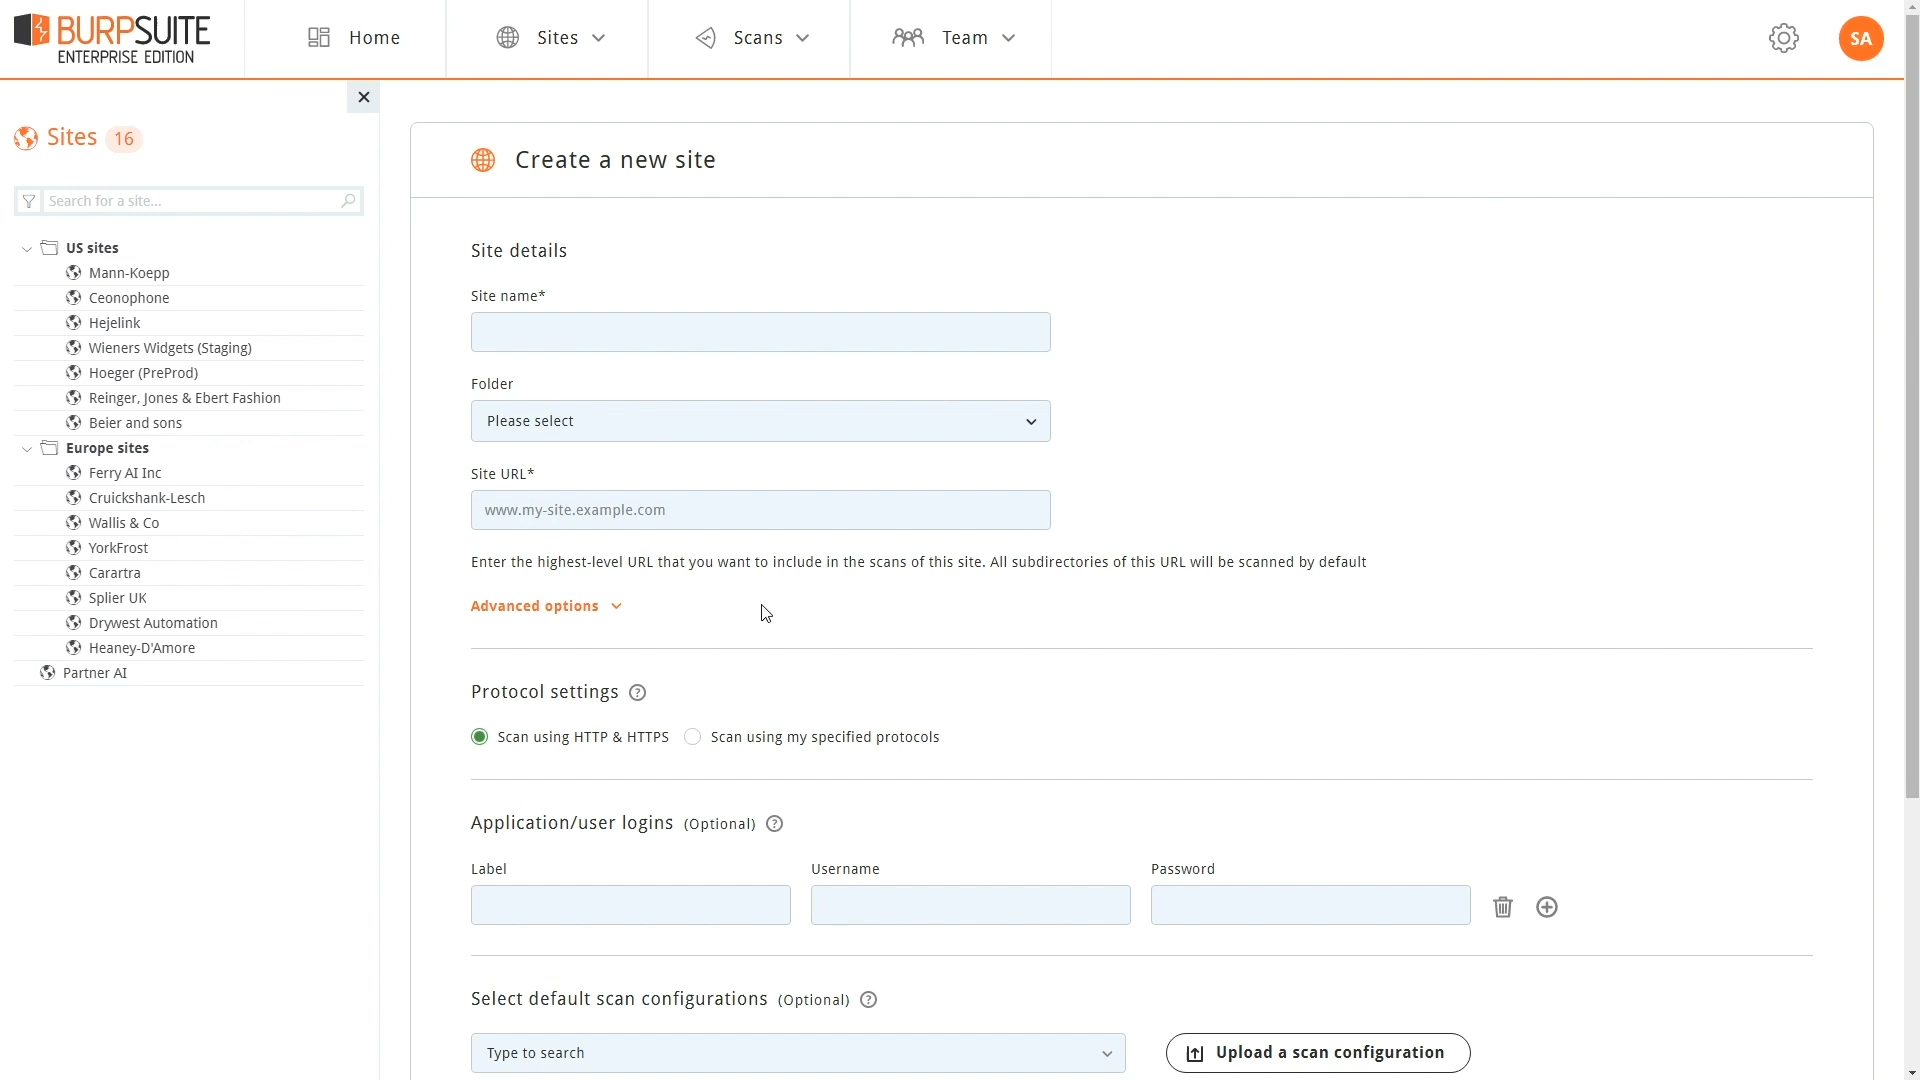 BURPSUITE
ENTERPRISE EDITION
Home
Sites
Scans
Team
SA
Sites 16
Search for a site...
US sites
Mann-Koepp
Ceonophone
Hejelink
Wieners Widgets (Staging)
Hoeger (PreProd)
Reinger, Jones & Ebert Fashion
Beier and sons
Europe sites
Ferry AI Inc
Cruickshank-Lesch
Wallis & Co
YorkFrost
Carartra
Splier UK
Drywest Automation
Heaney-D'Amore
Partner AI
Create a new site
Site details
Site name*
Folder
Please select
Site URL*
www.my-site.example.com
Enter the highest-level URL that you want to include in the scans of this site. All subdirectories of this URL will be scanned by default
Advanced options
Protocol settings ?
Scan using HTTP & HTTPS Scan using my specified protocols
Application/user logins (Optional) ?
Label Username Password
Select default scan configurations (Optional) ?
Type to search
Upload a scan configuration